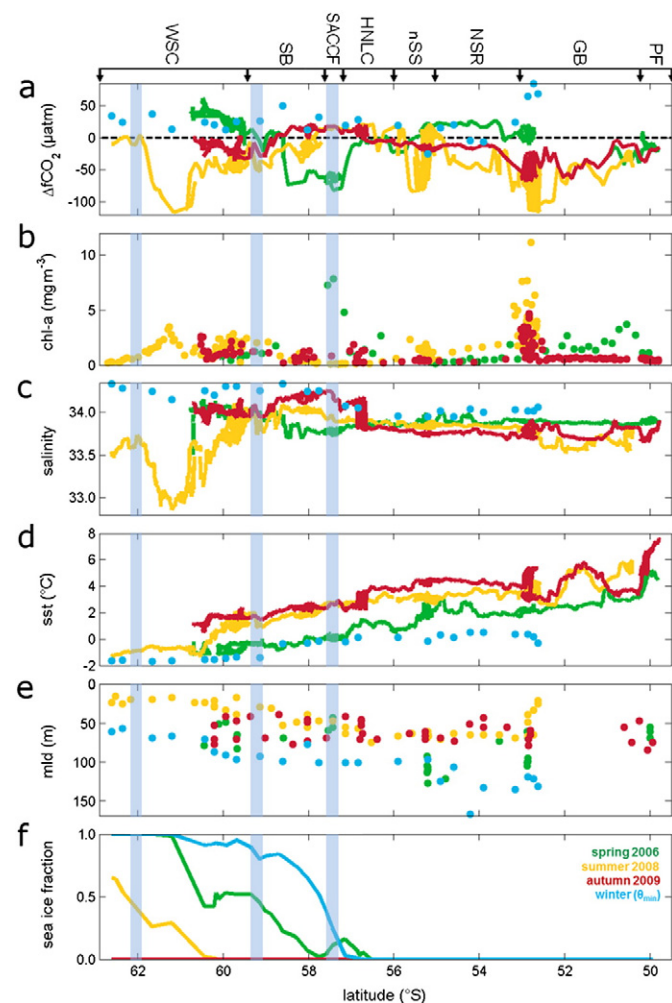 WSC SB SACCF HNLC nSS NSR GB PF
a
ΔfCO2 (µatm)
50
0
-50
-100
b
chl-a (mg m-3)
10
5
0
c
salinity
34.0
33.5
33.0
d
sst (°C)
8
6
4
2
0
-2
e
mld (m)
0
50
100
150
f
sea ice fraction
1.0
0.5
0.0
spring 2006
summer 2008
autumn 2009
winter (θmin)
62 60 58 56 54 52 50
latitude (°S)